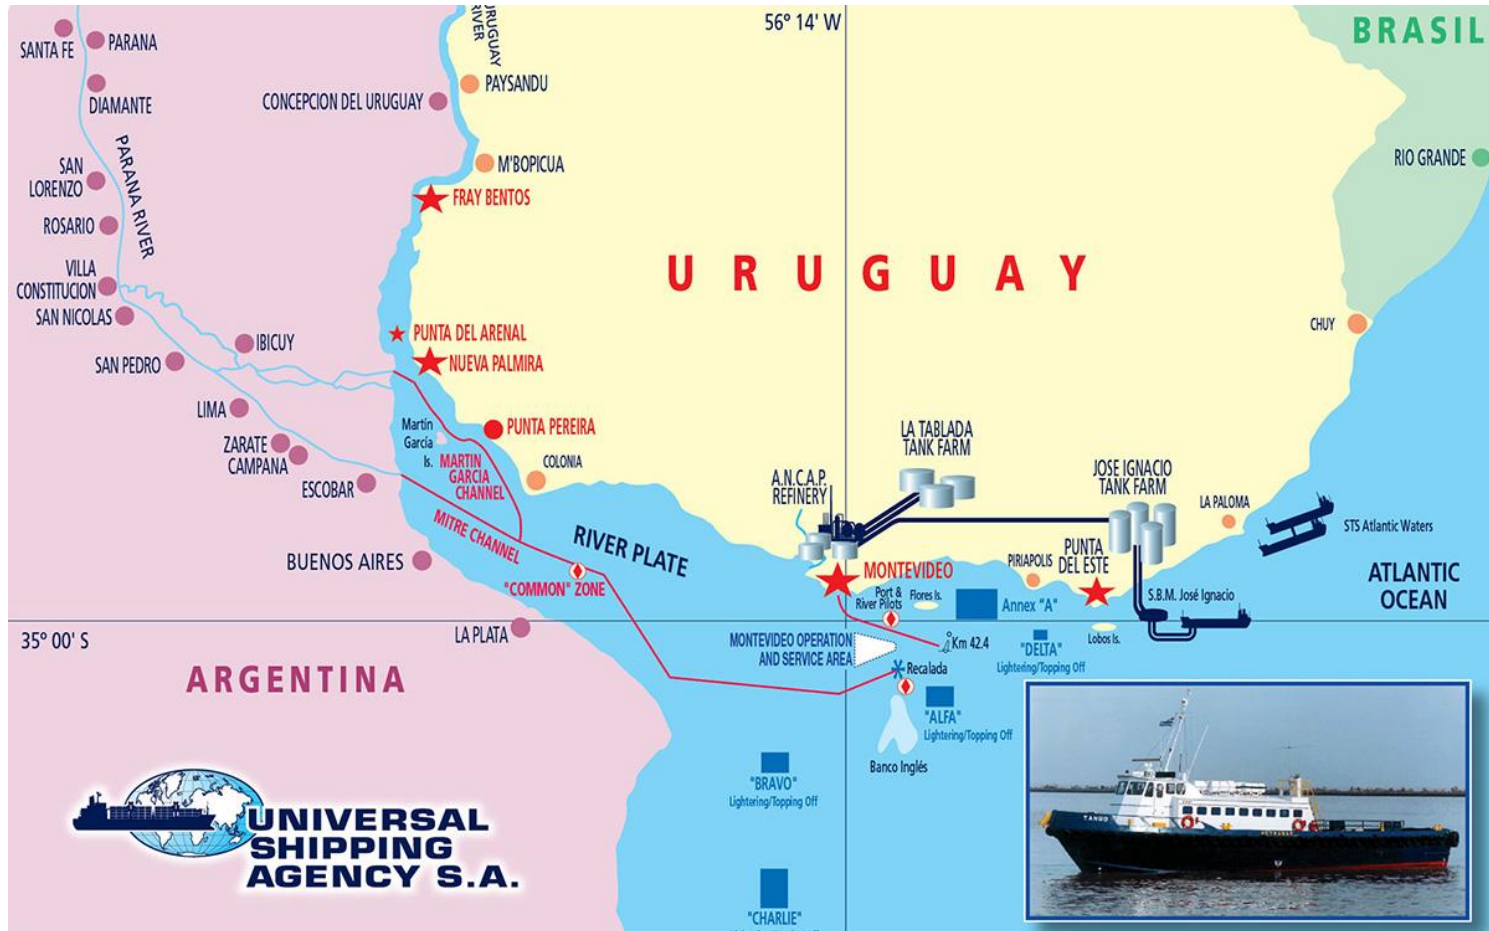 56° 14' W
BRASIL
SANTA FE
PARANA
URUGUAY
RIVER
DIAMANTE
CONCEPCION DEL URUGUAY
PAYSANDU
PARANA RIVER
SAN
LORENZO
M'BOPICUA
RIO GRANDE
FRAY BENTOS
ROSARIO
URUGUAY
VILLA
CONSTITUCION
SAN NICOLAS
CHUY
PUNTA DEL ARENAL
IBICUY
NUEVA PALMIRA
SAN PEDRO
LIMA
Martin
Garcia
Is.
PUNTA PEREIRA
LA TABLADA
TANK FARM
ZARATE
CAMPANA
MARTIN
GARCIA
CHANNEL
COLONIA
A.N.C.A.P.
REFINERY
JOSE IGNACIO
TANK FARM
ESCOBAR
LA PALOMA
MITRE CHANNEL
RIVER PLATE
STS Atlantic Waters
BUENOS AIRES
"COMMON" ZONE
MONTEVIDEO
PIRIAPOLIS
PUNTA
DEL ESTE
ATLANTIC
OCEAN
Port &
River Pilots
Flores Is.
Annex "A"
S.B.M. José Ignacio
35° 00' S
LA PLATA
MONTEVIDEO OPERATION
AND SERVICE AREA
Km 42.4
"DELTA"
Lightering/Topping Off
Lobos Is.
Recalada
ARGENTINA
"ALFA"
Lightering/Topping Off
Banco Inglés
"BRAVO"
Lightering/Topping Off
TANGO
UNIVERSAL
SHIPPING
AGENCY S.A.
"CHARLIE"